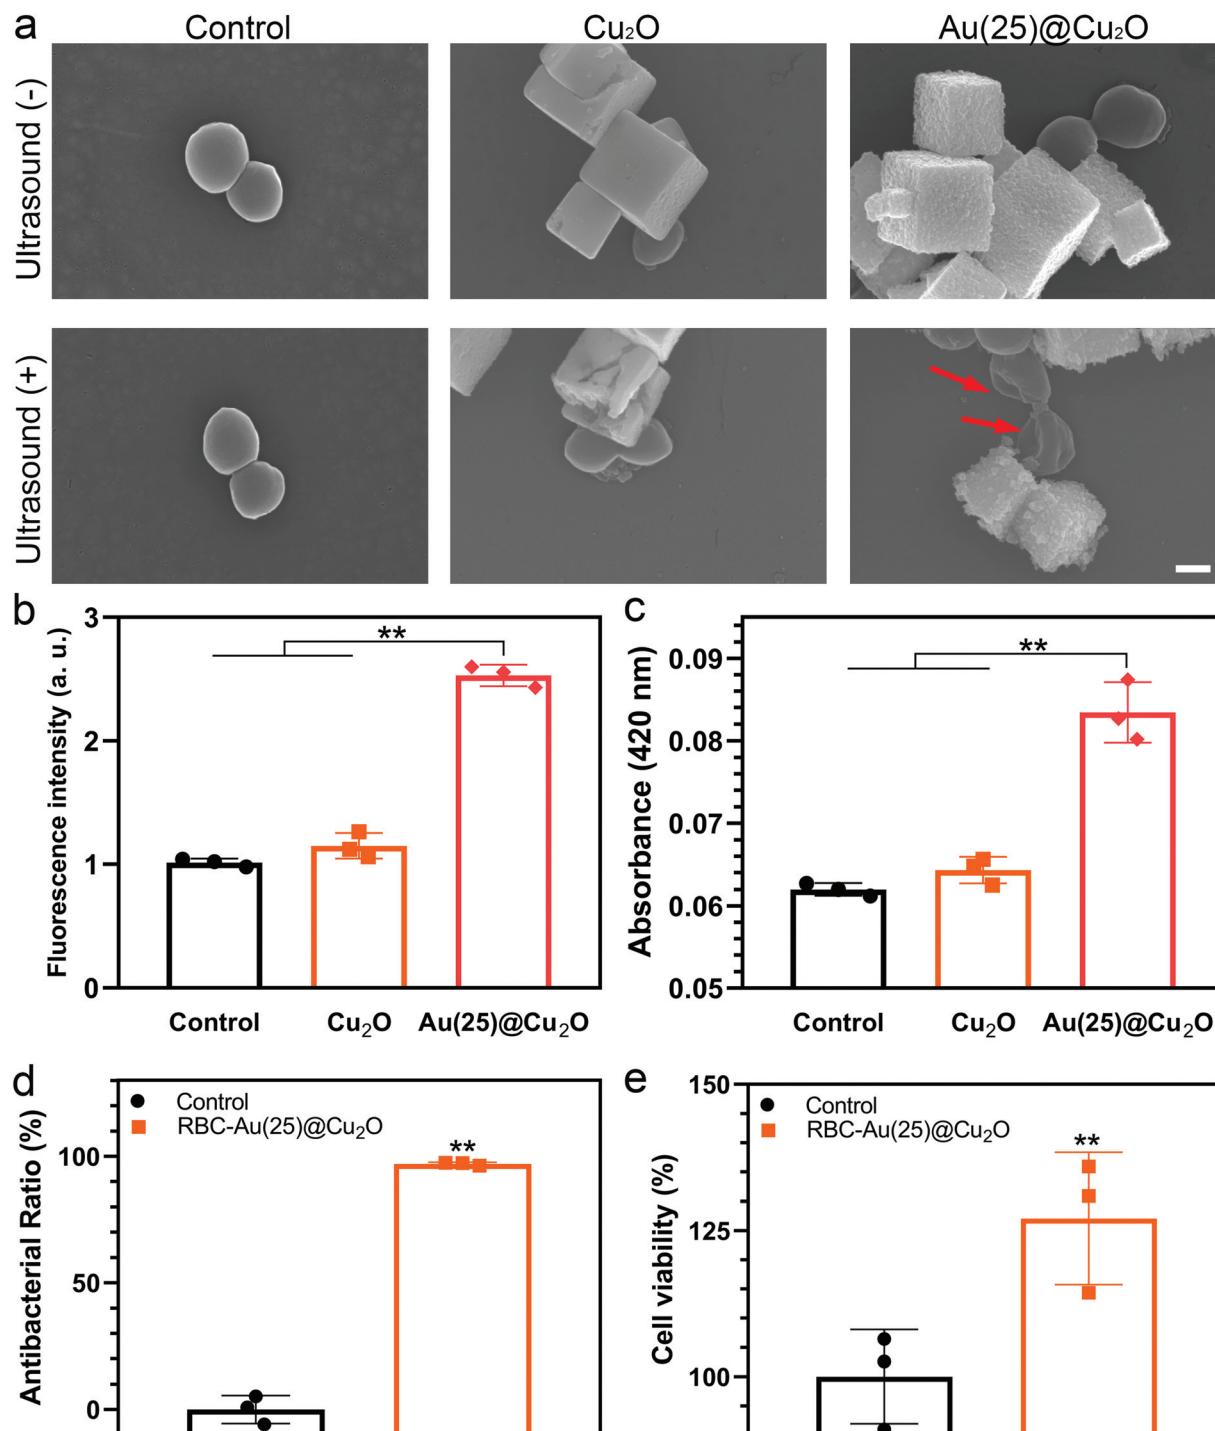 a
Control
Cu₂O
Au(25)@Cu₂O
Ultrasound (-)
Ultrasound (+)
b
Fluorescence intensity (a. u.)
3
2
1
0
**
Control
Cu₂O
Au(25)@Cu₂O
c
Absorbance (420 nm)
0.09
0.08
0.07
0.06
0.05
**
Control
Cu₂O
Au(25)@Cu₂O
d
Antibacterial Ratio (%)
100
50
0
Control
RBC-Au(25)@Cu₂O
**
e
Cell viability (%)
150
125
100
Control
RBC-Au(25)@Cu₂O
**